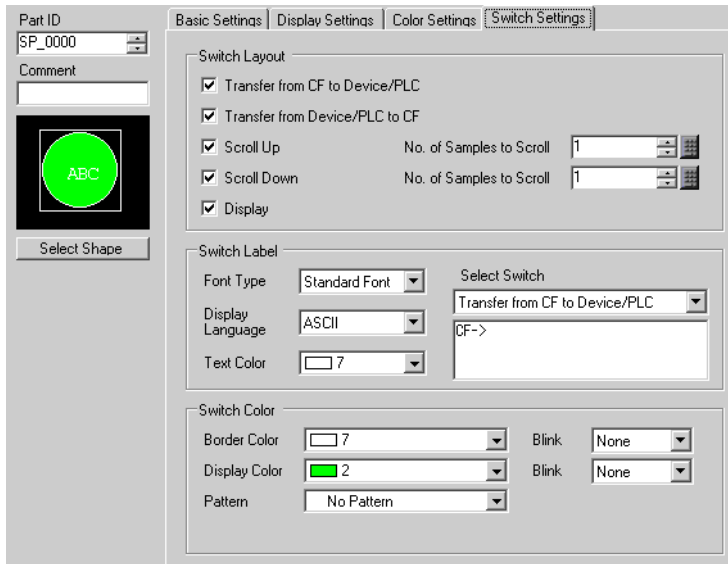 Part ID
SP_0000
Comment
ABC
Select Shape
Basic Settings
Display Settings
Color Settings
Switch Settings
Switch Layout
Transfer from CF to Device/PLC
Transfer from Device/PLC to CF
Scroll Up No. of Samples to Scroll 1
Scroll Down No. of Samples to Scroll 1
Display
Switch Label
Font Type Standard Font
Display
Language ASCII
Text Color 7
Select Switch
Transfer from CF to Device/PLC
CF->
Switch Color
Border Color 7 Blink None
Display Color 2 Blink None
Pattern No Pattern